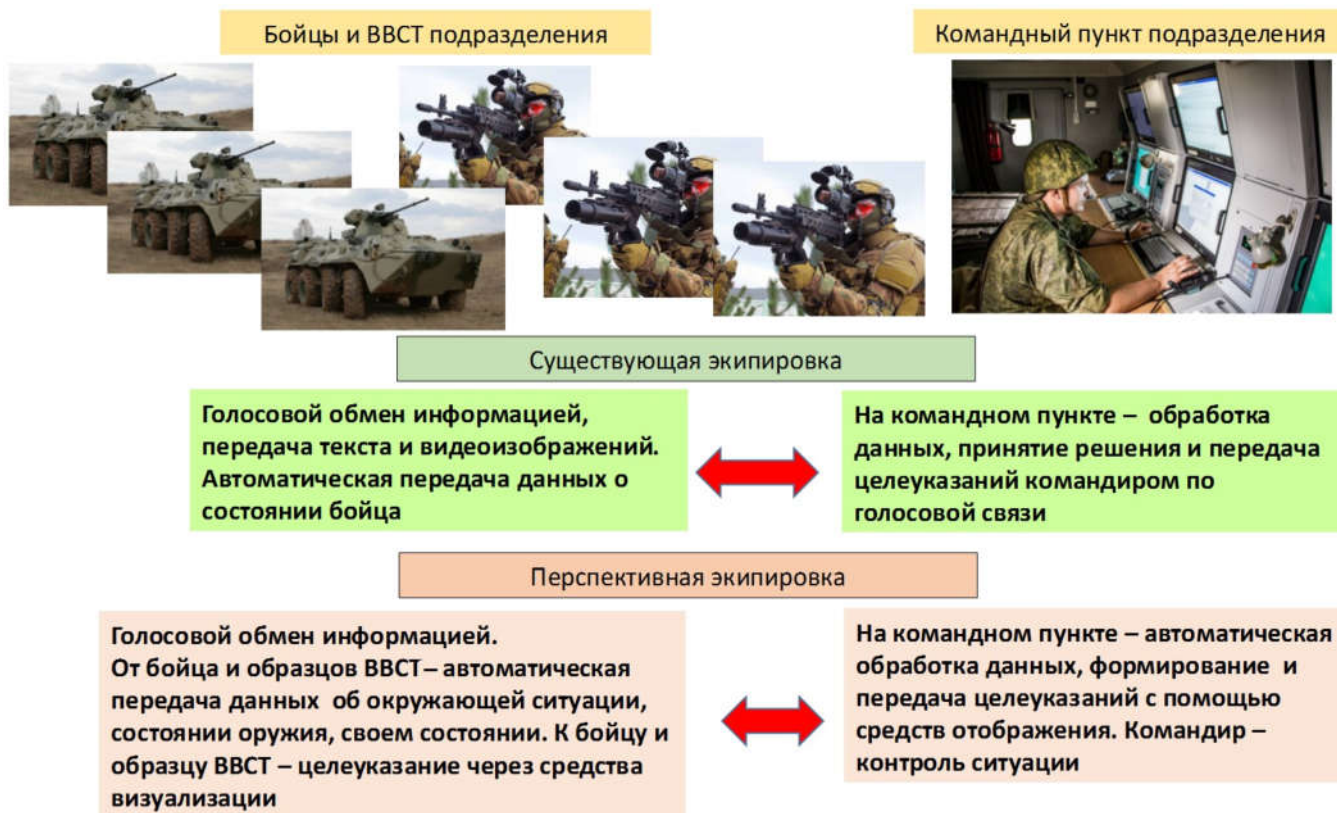 Бойцы и ВВСТ подразделения
Командный пункт подразделения
Существующая экипировка
Голосовой обмен информацией,
передача текста и видеоизображений.
Автоматическая передача данных о
состоянии бойца
На командном пункте – обработка
данных, принятие решения и передача
целеуказаний командиром по
голосовой связи
Перспективная экипировка
Голосовой обмен информацией.
От бойца и образцов ВВСТ– автоматическая
передача данных об окружающей ситуации,
состоянии оружия, своем состоянии. К бойцу и
образцу ВВСТ – целеуказание через средства
визуализации
На командном пункте – автоматическая
обработка данных, формирование и
передача целеуказаний с помощью
средств отображения. Командир –
контроль ситуации